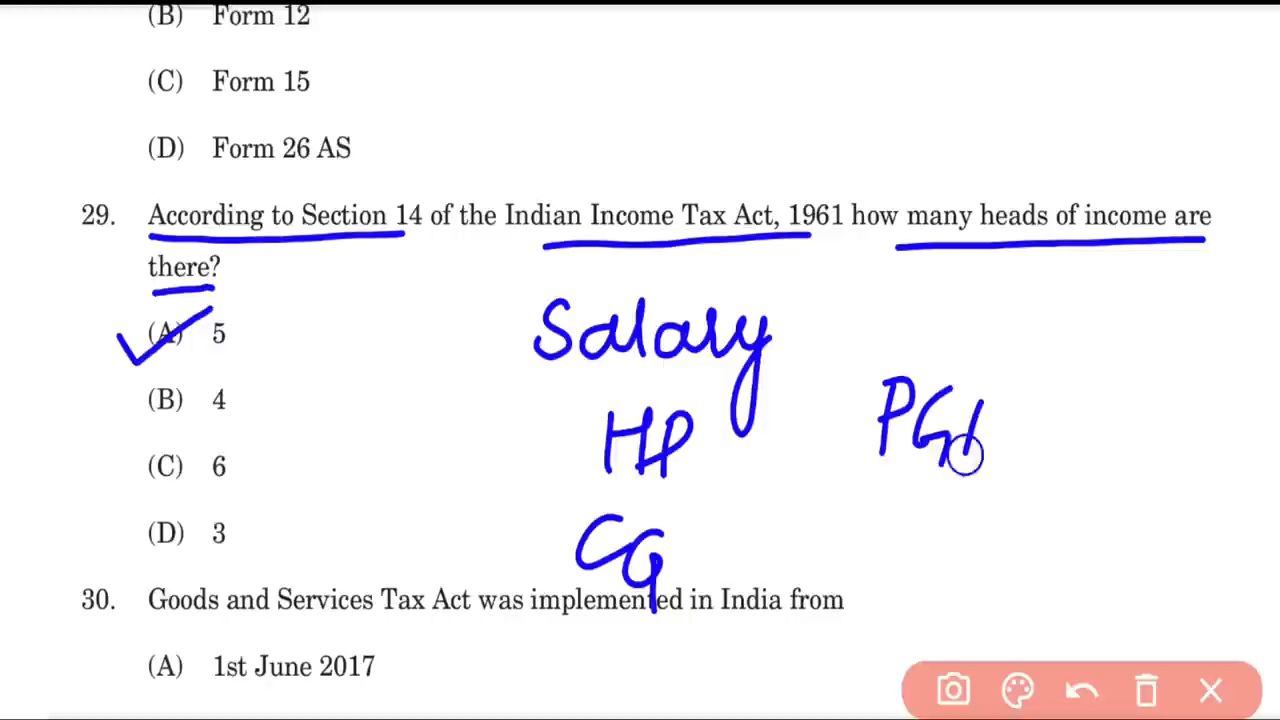 (B) Form 12
(C) Form 15
(D) Form 26 AS
29. According to Section 14 of the Indian Income Tax Act, 1961 how many heads of income are
there?
(A) 5
(B) 4
(C) 6
(D) 3
Salary
HP
CG
PG
30. Goods and Services Tax Act was implemented in India from
(A) 1st June 2017